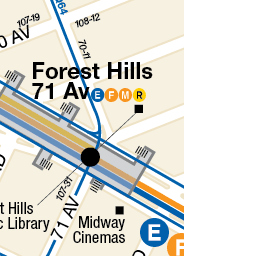 107-19
Q64
108-12
0 AV
70-11
Forest Hills
71 Av E F M R
107-31
71 AV
t Hills
c Library
Midway
Cinemas
E
F